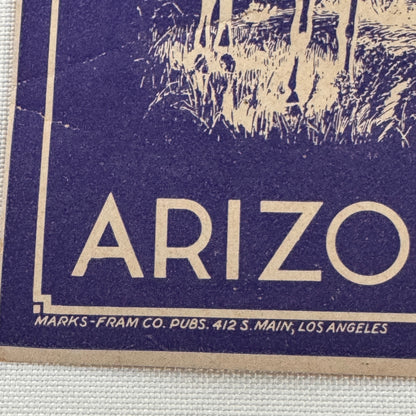 ARIZO
MARKS-FRAM CO. PUBS. 412 S. MAIN, LOS ANGELES